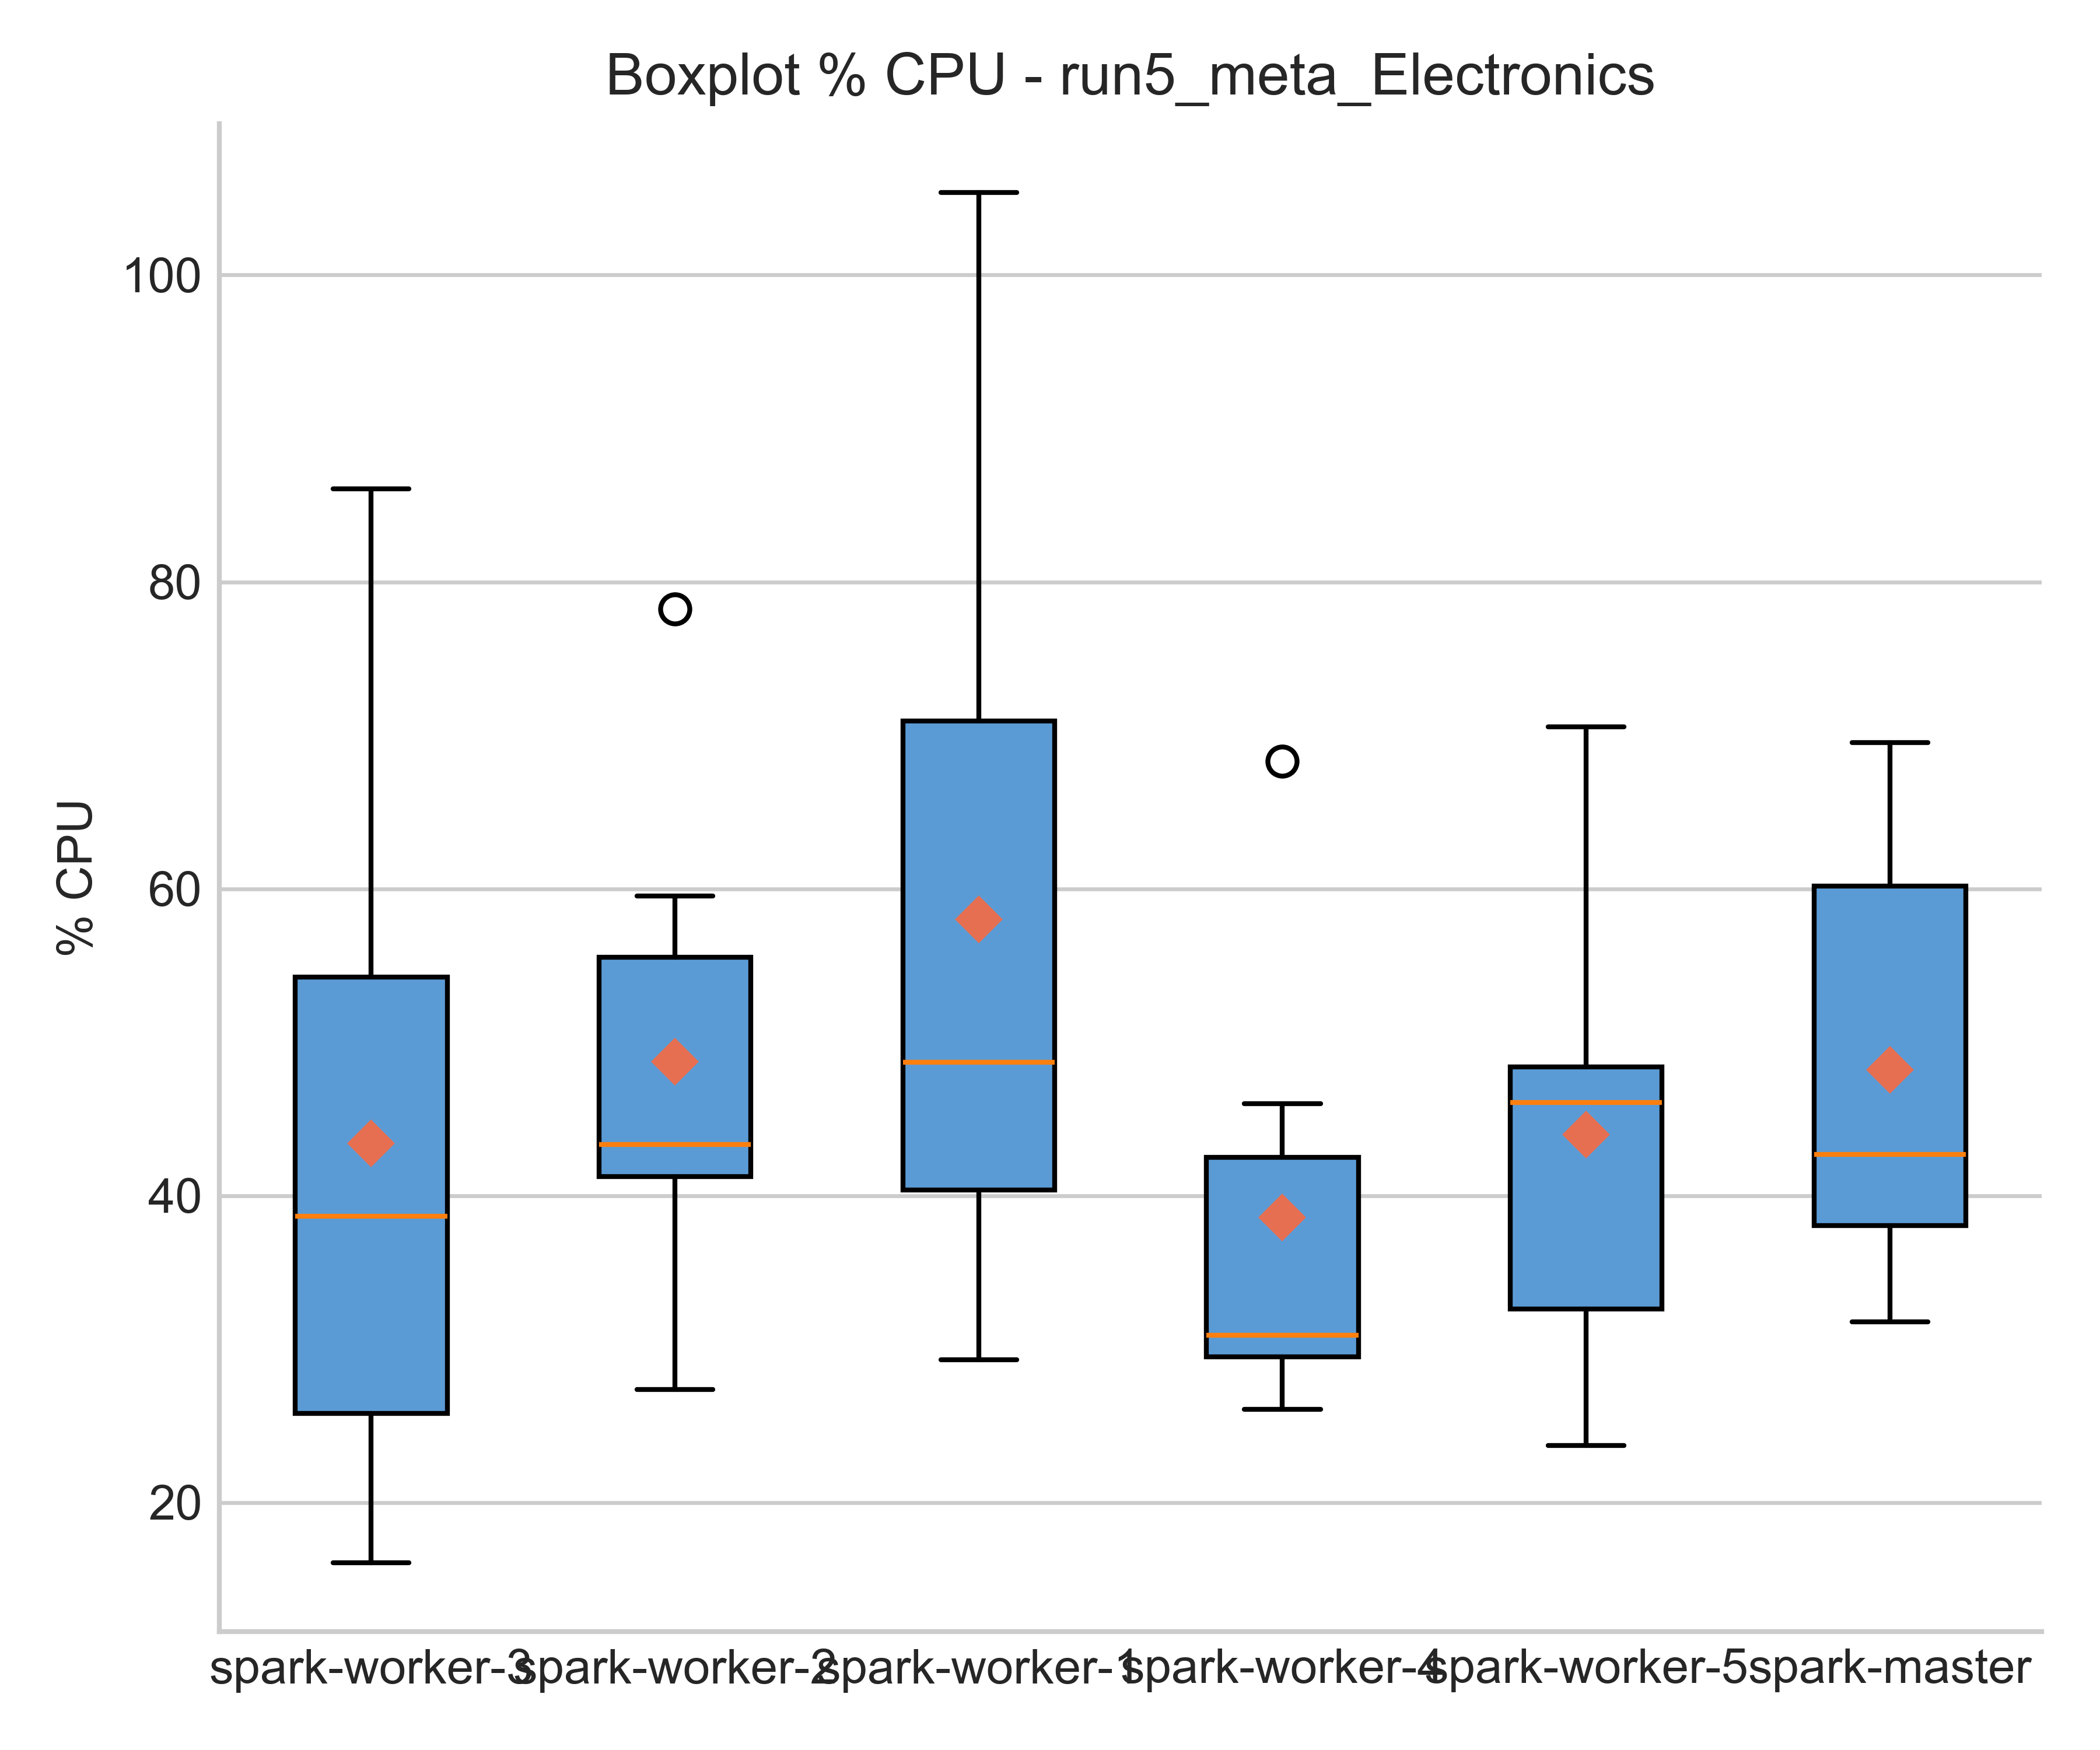 Boxplot % CPU - run5_meta_Electronics
100
80
60
40
20
% CPU
spark-worker-3
spark-worker-2
spark-worker-1
spark-worker-4
spark-worker-5
spark-master